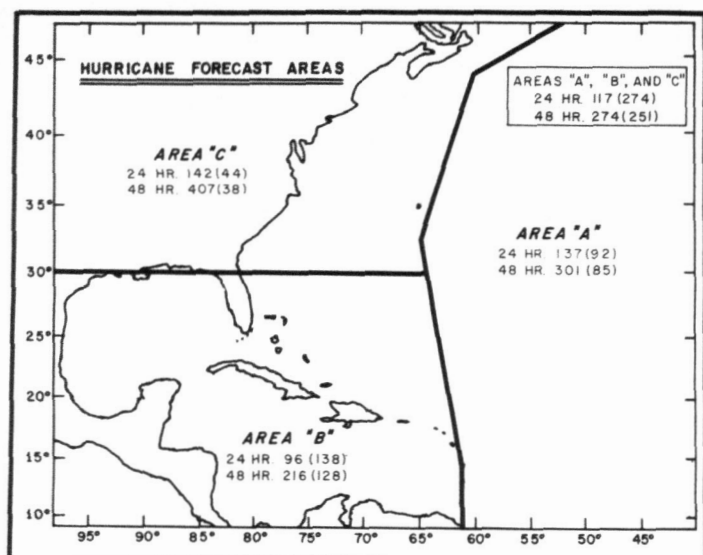 HURRICANE FORECAST AREAS
AREAS "A", "B", AND "C"
24 HR. 117(274)
48 HR. 274(251)
AREA "C"
24 HR. 142(44)
48 HR. 407(38)
AREA "A"
24 HR. 137(92)
48 HR. 301(85)
AREA "B"
24 HR. 96(138)
48 HR. 216(128)
45°
40°
35°
30°
25°
20°
15°
10°
95° 90° 85° 80° 75° 70° 65° 60° 55° 50° 45°